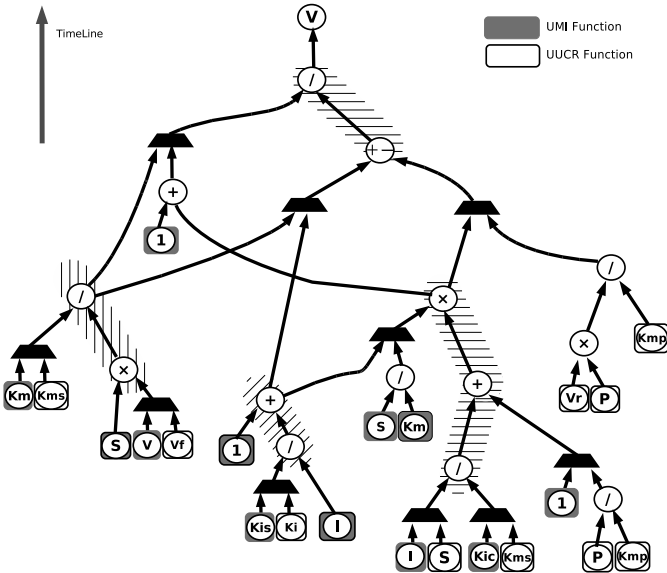 V
UMI Function
TimeLine
UUCR Function
/
+
+
1
/
/
×
Kmp
×
Km
Kms
×
/
+
Vr
P
+
S
V
Vf
1
S
Km
/
/
1
/
Kis
Ki
I
I
S
Kic
Kms
P
Kmp